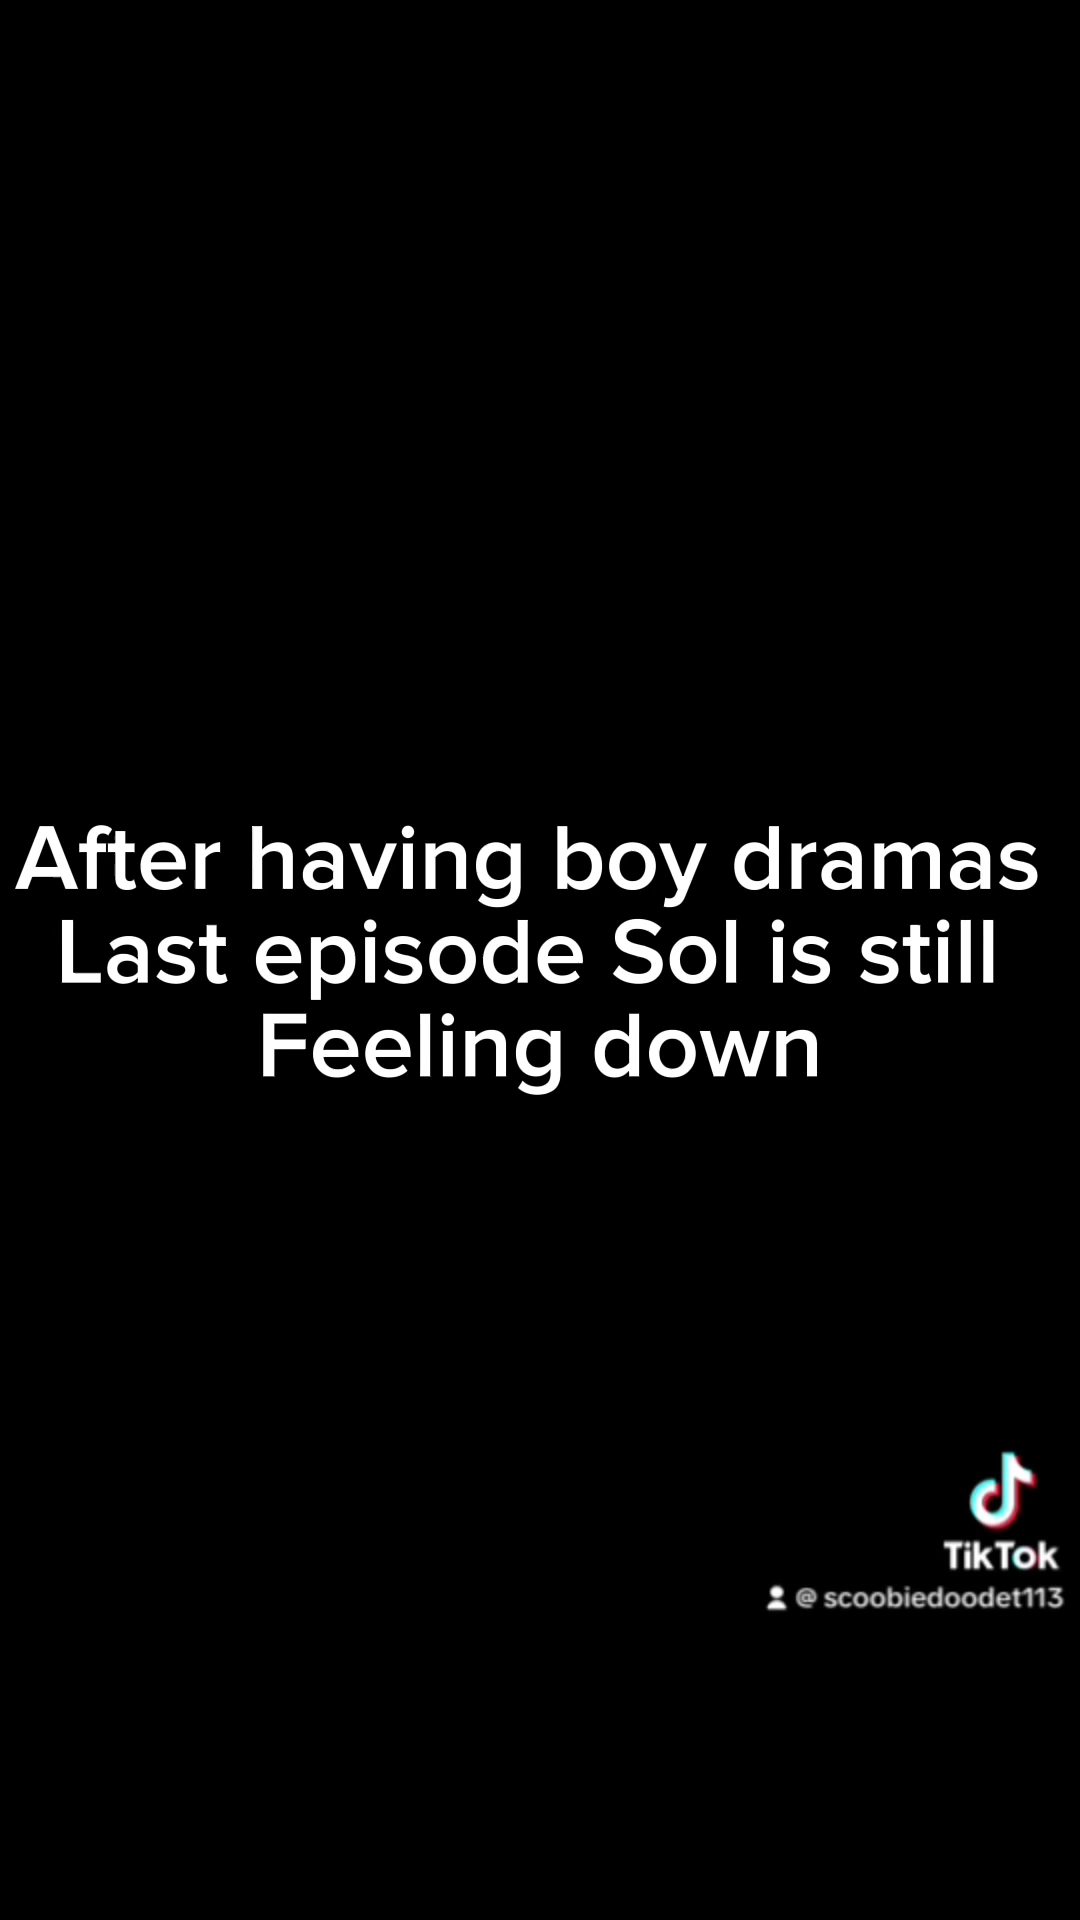 After having boy dramas
Last episode Sol is still
Feeling down
TikTok
@ scoobiedoodet113